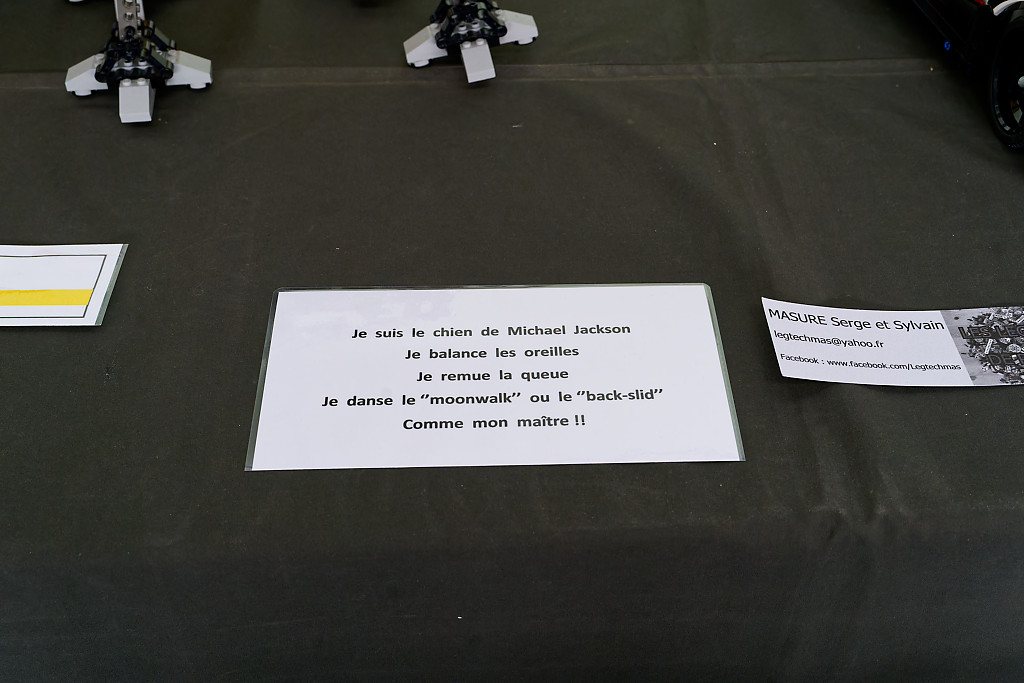 Je suis le chien de Michael Jackson
Je balance les oreilles
Je remue la queue
Je danse le ‘’moonwalk’’ ou le ‘’back-slid’’
Comme mon maître !!
MASURE Serge et Sylvain
legtechmas@yahoo.fr
Facebook : www.facebook.com/Legtechmas